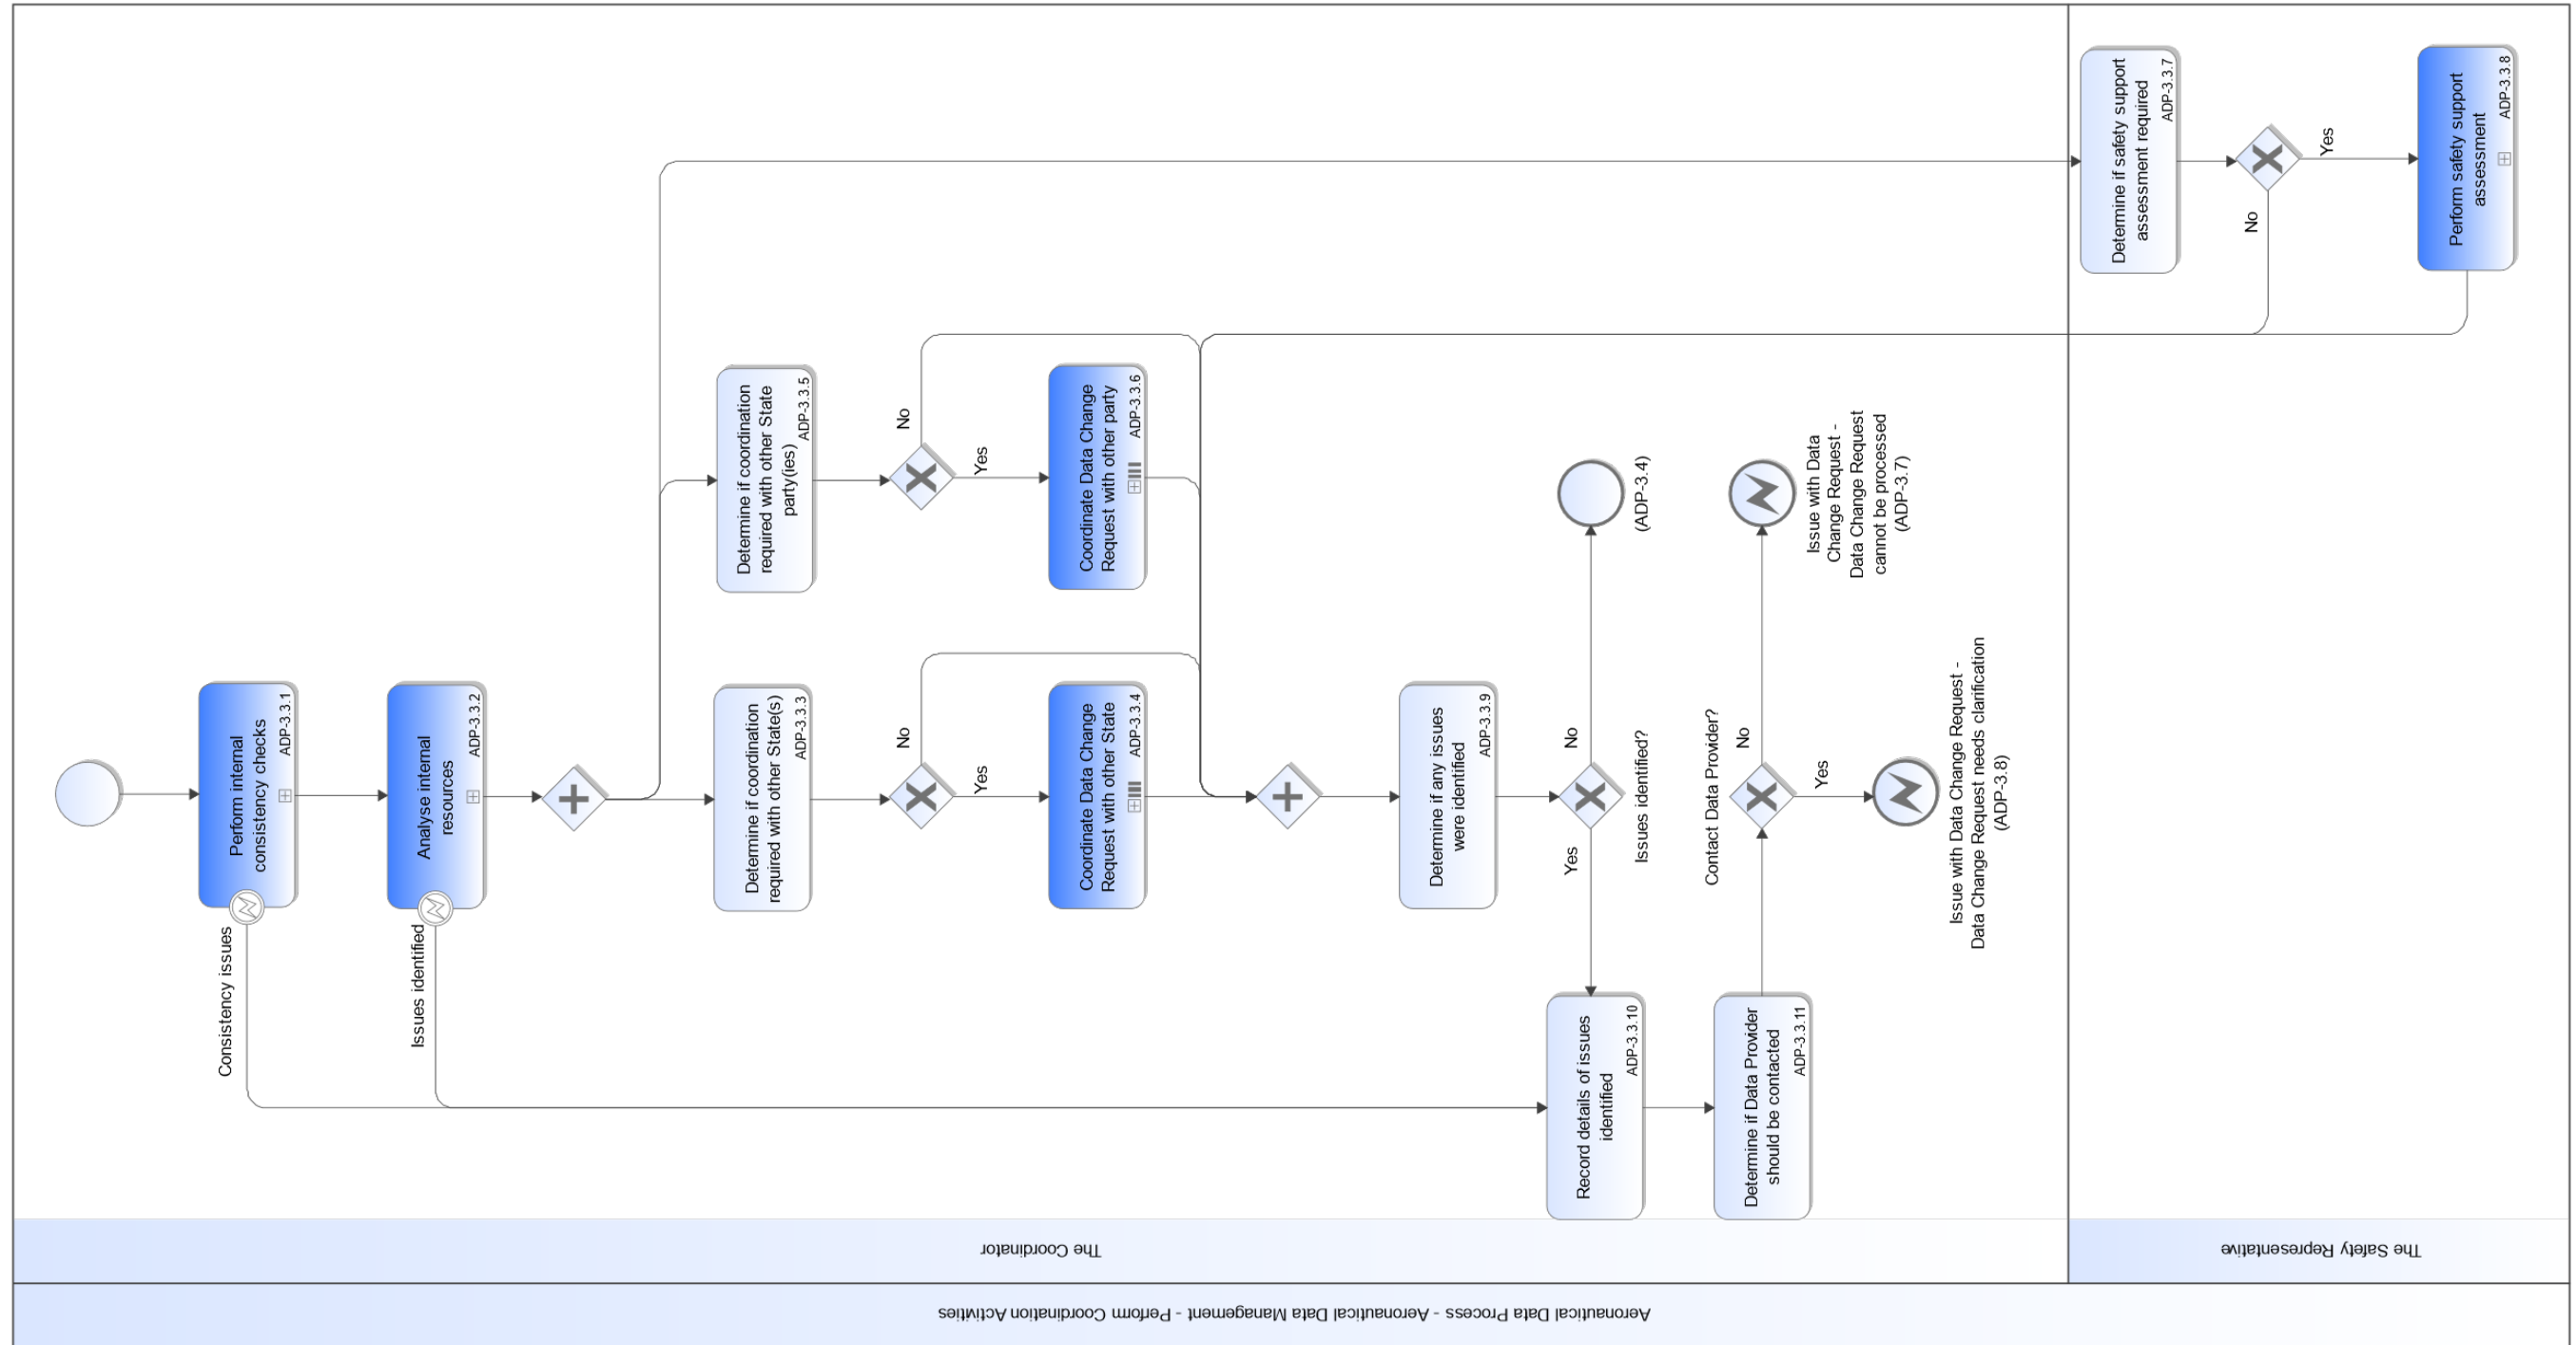 Perform internal
consistency checks
ADP-3.3.1
Consistency issues
Analyse internal
resources
ADP-3.3.2
Issues identified
Determine if coordination
required with other State(s)
ADP-3.3.3
No
Yes
Coordinate Data Change
Request with other State
ADP-3.3.4
Determine if coordination
required with other State
party(ies)
ADP-3.3.5
No
Yes
Coordinate Data Change
Request with other party
ADP-3.3.6
Determine if safety support
assessment required
ADP-3.3.7
No
Yes
Perform safety support
assessment
ADP-3.3.8
Determine if any issues
were identified
ADP-3.3.9
Issues identified?
No
Yes
(ADP-3.4)
Record details of issues
identified
ADP-3.3.10
Determine if Data Provider
should be contacted
ADP-3.3.11
Contact Data Provider?
No
Yes
Issue with Data
Change Request -
Data Change Request
cannot be processed
(ADP-3.7)
Issue with Data Change Request -
Data Change Request needs clarification
(ADP-3.8)
The Coordinator
The Safety Representative
Aeronautical Data Process - Aeronautical Data Management - Perform Coordination Activities